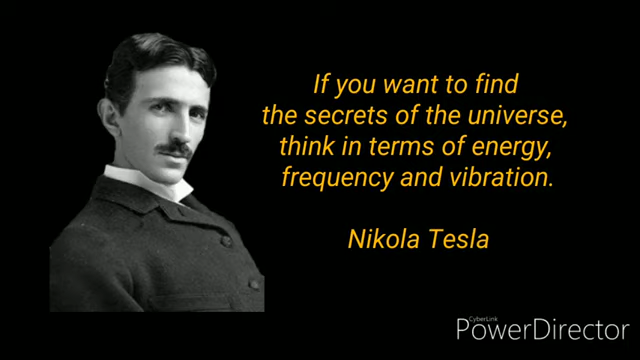 If you want to find
the secrets of the universe,
think in terms of energy,
frequency and vibration.
Nikola Tesla
CyberLink
PowerDirector